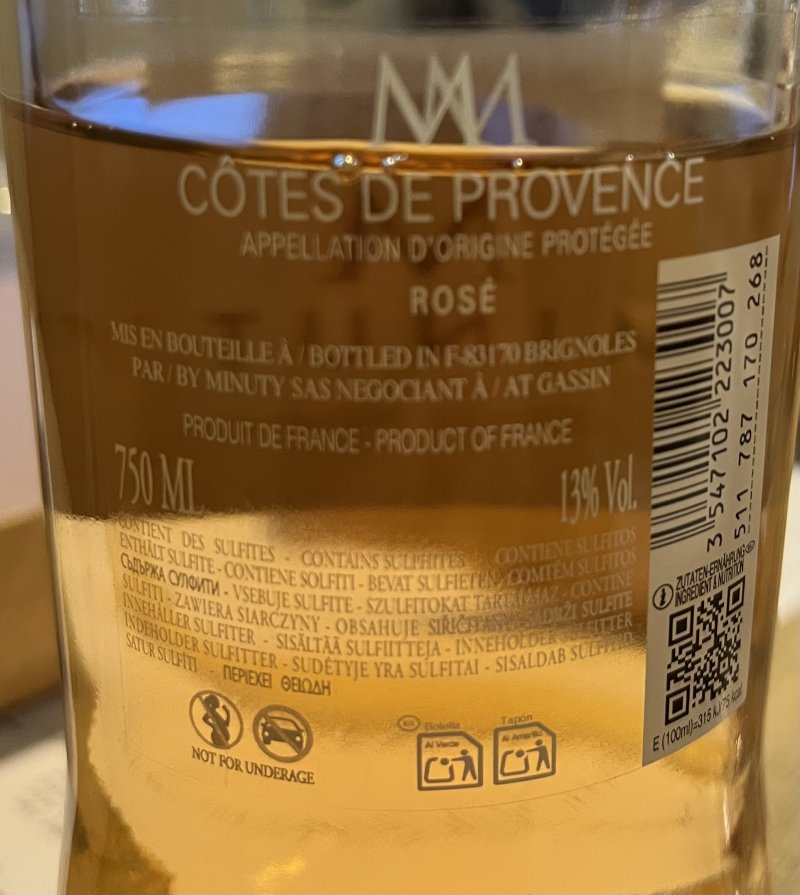 M
CÔTES DE PROVENCE
APPELLATION D'ORIGINE PROTÉGÉE
ROSÉ
MIS EN BOUTEILLE À / BOTTLED IN F-83170 BRIGNOLES
PAR / BY MINUTY SAS NEGOCIANT À / AT GASSIN
PRODUIT DE FRANCE - PRODUCT OF FRANCE
750 ML
13% Vol.
CONTIENT DES SULFITES - CONTAINS SULPHITES CONTIENE SULFITOS
ENTHÄLT SULFITE - CONTIENE SOLFITI - BEVAT SULFIETEN CONTÉM SULFITOS
СЪДЪРЖА СУЛФИТИ - VSEBUJE SULFITE - SZULFITOKAT TARTALMAZ - CONTINE
SULFITI - ZAWIERA SIARCZYNY - OBSAHUJE SIŘIČITANY SADRŽI SULFITE
INNEHÅLLER SULFITER - SISÄLTÄÄ SULFIITTEJA - INNEHOLDER SULFITTER
INDEHOLDER SULFITTER - SUDĖTYJE YRA SULFITAI - SISALDAB
SATUR SULFĪTI - ΠΕΡΙΕΧΕΙ ΘΕΙΩΔΗ
NOT FOR UNDERAGE
Botella
Al Verde
Tapón
Al Amarillo
3 547102 223007
511 787 170 268
ZUTATEN-ERNÄHRUNG
INGREDIENT & NUTRITION
E (100ml)=315 kJ/75 kcal